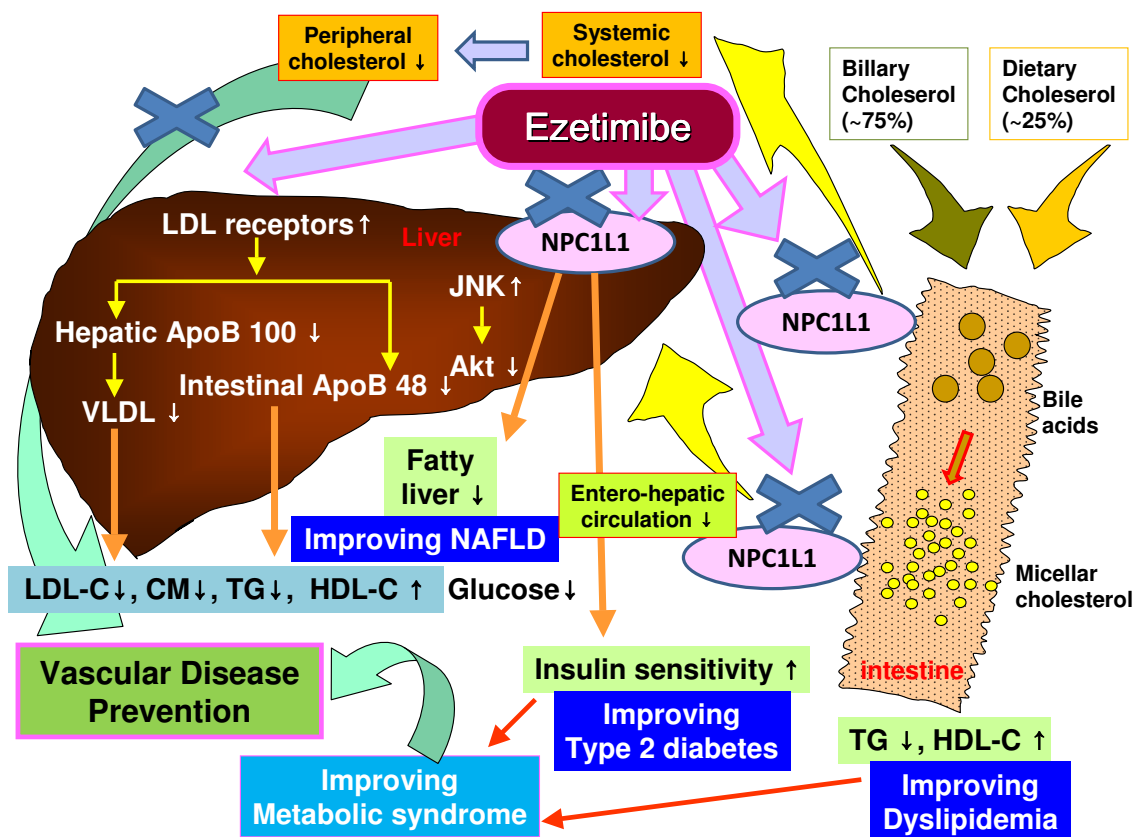 Peripheral
cholesterol ↓
Systemic
cholesterol ↓
Billary
Choleserol
(~75%)
Dietary
Choleserol
(~25%)
Ezetimibe
LDL receptors ↑
Liver
NPC1L1
JNK ↑
NPC1L1
Hepatic ApoB 100 ↓
Akt ↓
Intestinal ApoB 48 ↓
VLDL ↓
Bile
acids
Fatty
liver ↓
Entero-hepatic
circulation ↓
Improving NAFLD
NPC1L1
Micellar
cholesterol
LDL-C↓, CM↓, TG↓, HDL-C ↑ Glucose↓
Vascular Disease
Prevention
Insulin sensitivity ↑
intestine
Improving
Type 2 diabetes
TG ↓, HDL-C ↑
Improving
Metabolic syndrome
Improving
Dyslipidemia